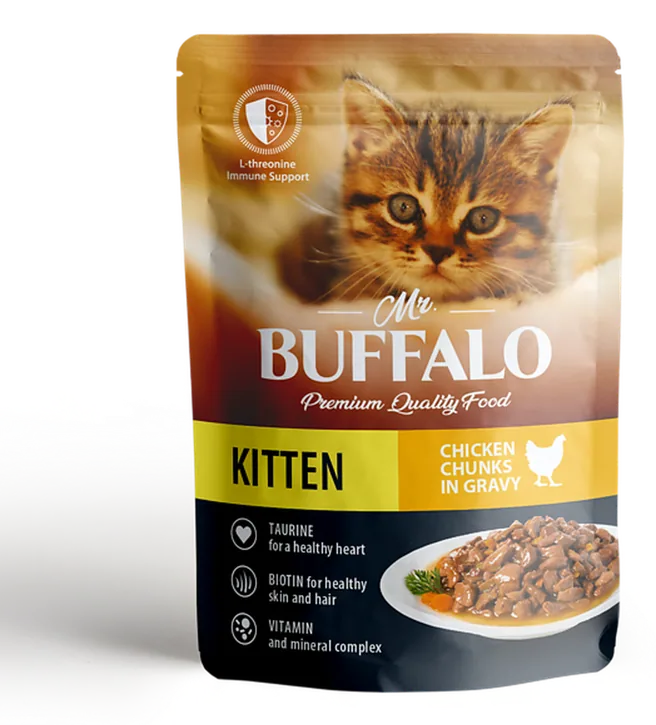 L-threonine
Immune Support
Mr.
BUFFALO
Premium Quality Food
KITTEN
CHICKEN
CHUNKS
IN GRAVY
TAURINE
for a healthy heart
BIOTIN for healthy
skin and hair
VITAMIN
and mineral complex